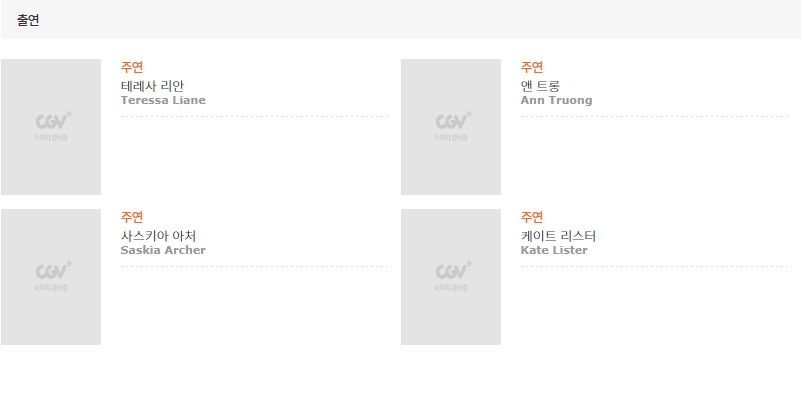 출연
주연
테레사 리안
Teressa Liane
CGV
이미지 준비중
주연
앤 트롱
Ann Truong
CGV
이미지 준비중
주연
사스키아 아처
Saskia Archer
CGV
이미지 준비중
주연
케이트 리스터
Kate Lister
CGV
이미지 준비중